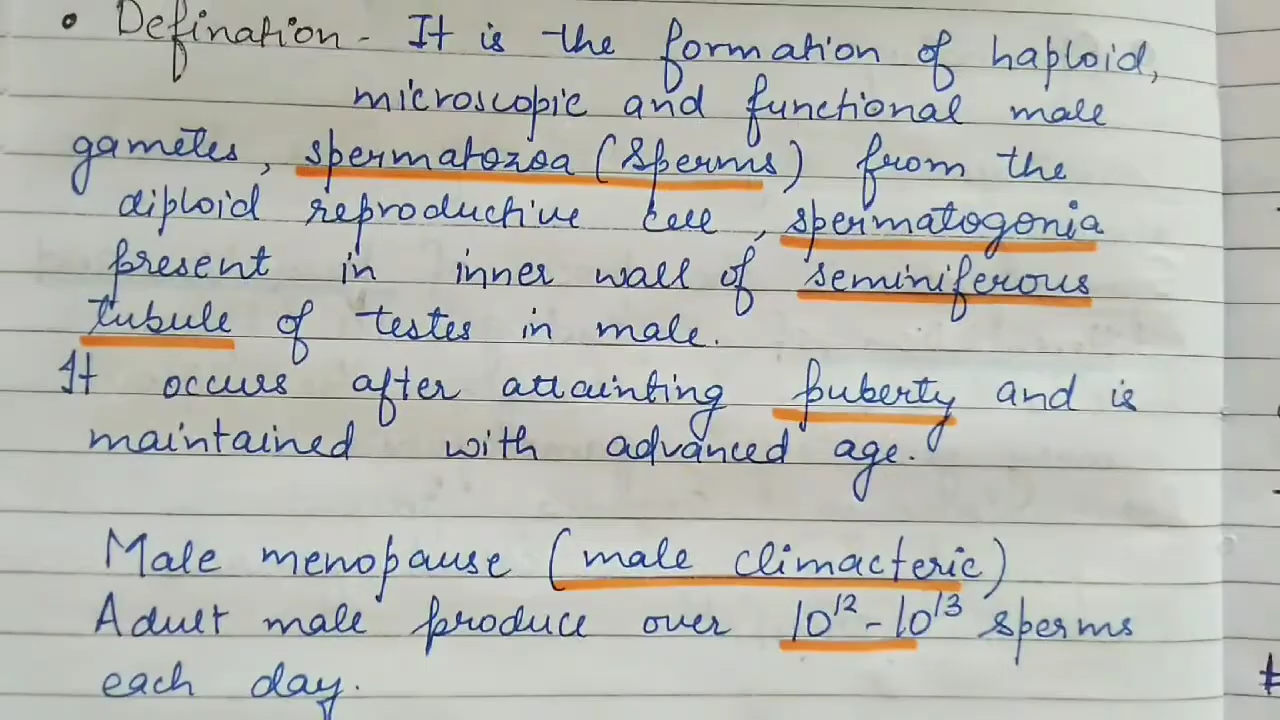 • Defination - It is the formation of haploid,
microscopic and functional male
gametes, spermatozoa (sperms) from the
diploid reproductive cell, spermatogonia
present in inner wall of seminiferous
tubule of testes in male.
It occurs after attainting puberty and is
maintained with advanced age.
Male menopause (male climacteric)
Adult male produce over 10¹²-10¹³ sperms
each day.